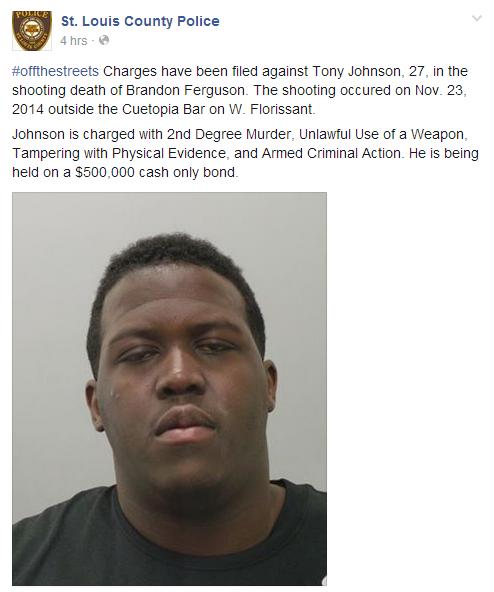 POLICE
St. Louis County Police
4 hrs ·
#offthestreets Charges have been filed against Tony Johnson, 27, in the
shooting death of Brandon Ferguson. The shooting occured on Nov. 23,
2014 outside the Cuetopia Bar on W. Florissant.
Johnson is charged with 2nd Degree Murder, Unlawful Use of a Weapon,
Tampering with Physical Evidence, and Armed Criminal Action. He is being
held on a $500,000 cash only bond.